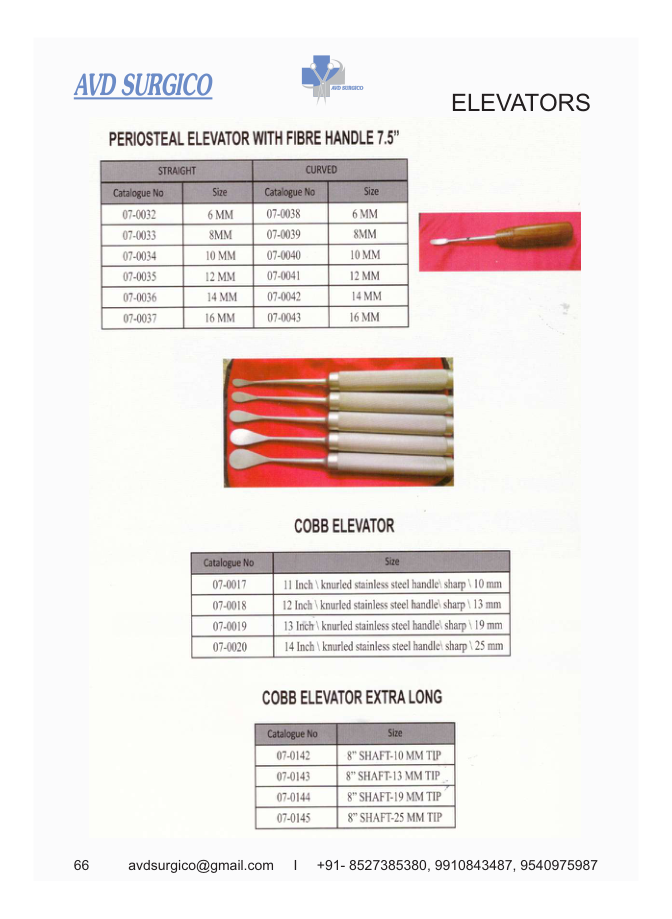 AVD SURGICO
AVD SURGICO
ELEVATORS
PERIOSTEAL ELEVATOR WITH FIBRE HANDLE 7.5”
STRAIGHT CURVED
Catalogue No Size Catalogue No Size
07-0032 6 MM 07-0038 6 MM
07-0033 8MM 07-0039 8MM
07-0034 10 MM 07-0040 10 MM
07-0035 12 MM 07-0041 12 MM
07-0036 14 MM 07-0042 14 MM
07-0037 16 MM 07-0043 16 MM
COBB ELEVATOR
Catalogue No Size
07-0017 11 Inch \ knurled stainless steel handle\ sharp \ 10 mm
07-0018 12 Inch \ knurled stainless steel handle\ sharp \ 13 mm
07-0019 13 Inch \ knurled stainless steel handle\ sharp \ 19 mm
07-0020 14 Inch \ knurled stainless steel handle\ sharp \ 25 mm
COBB ELEVATOR EXTRA LONG
Catalogue No Size
07-0142 8” SHAFT-10 MM TIP
07-0143 8” SHAFT-13 MM TIP
07-0144 8” SHAFT-19 MM TIP
07-0145 8” SHAFT-25 MM TIP
66 avdsurgico@gmail.com I +91- 8527385380, 9910843487, 9540975987